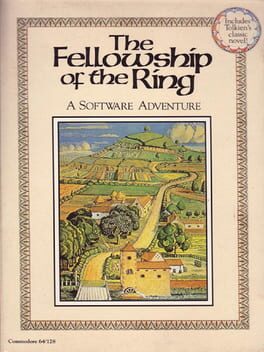 Includes
Tolkien's
classic
novel!
The
Fellowship
of the Ring
A SOFTWARE ADVENTURE
Commodore 64/128